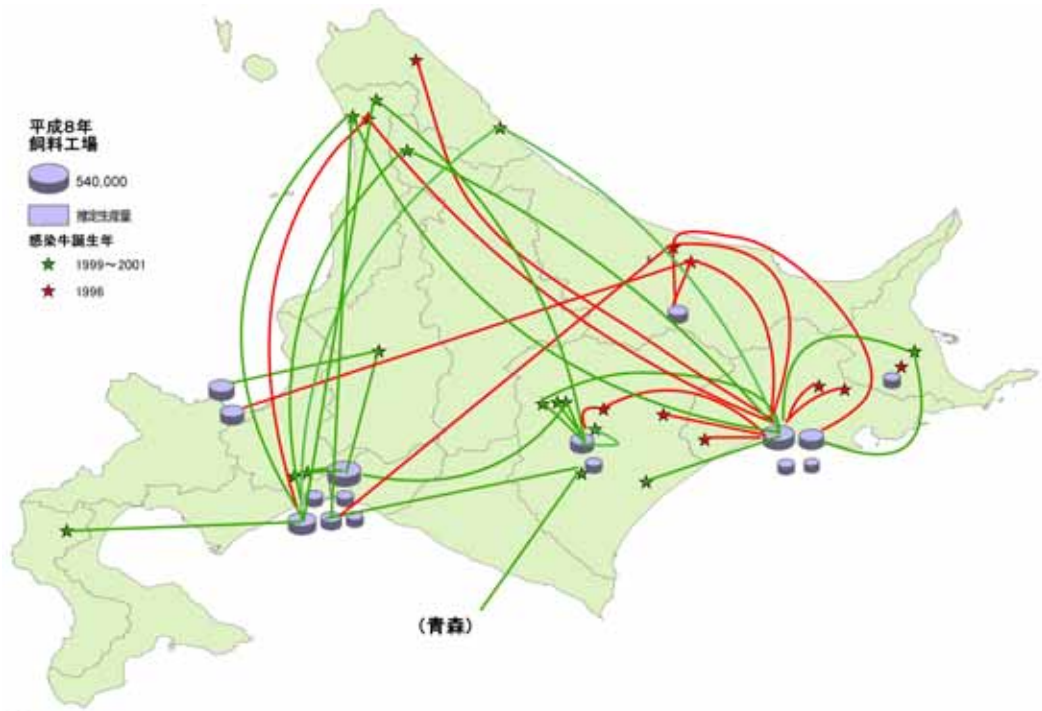 平成8年
飼料工場
540,000
推定生産量
感染牛誕生年
1999～2001
1996
（青森）